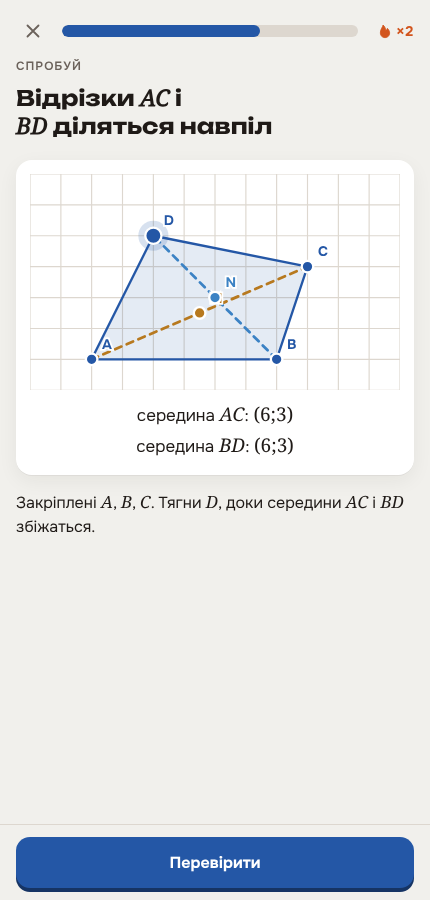 ×2
СПРОБУЙ
Відрізки AC і
BD діляться навпіл
D
C
N
A
B
середина AC: (6;3)
середина BD: (6;3)
Закріплені A, B, C. Тягни D, доки середини AC і BD
збіжаться.
Перевірити